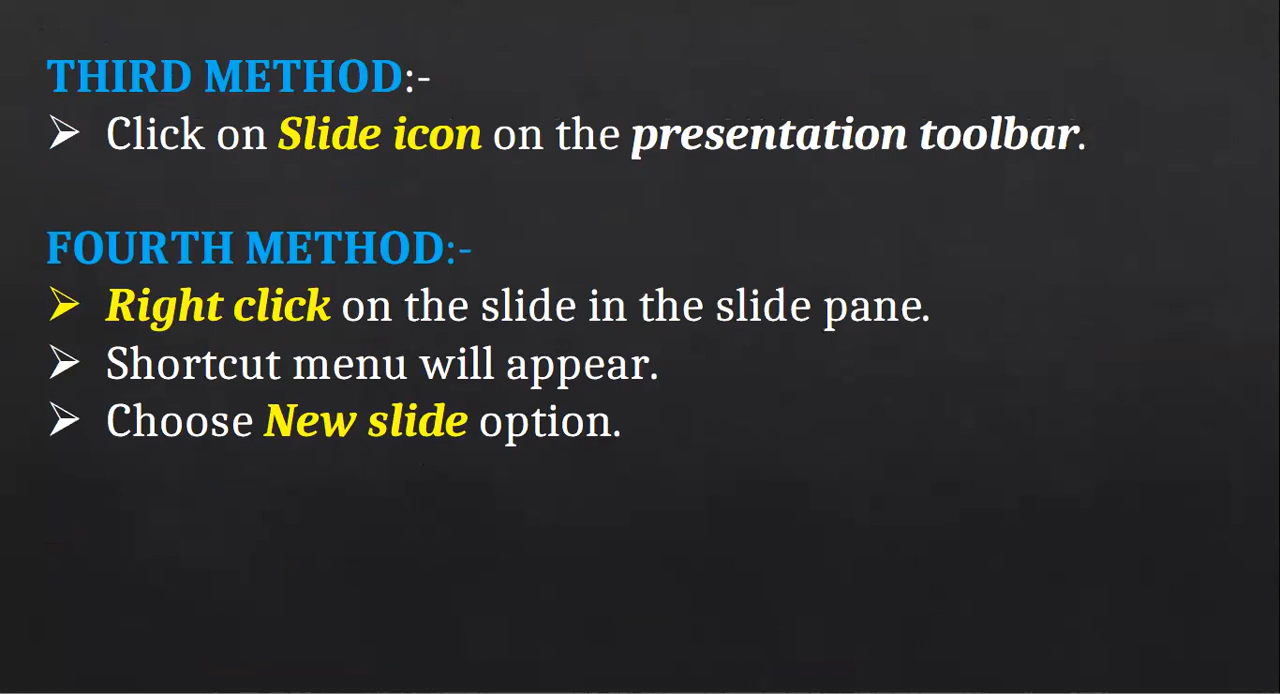 THIRD METHOD:-
➢ Click on Slide icon on the presentation toolbar.
FOURTH METHOD:-
➢ Right click on the slide in the slide pane.
➢ Shortcut menu will appear.
➢ Choose New slide option.